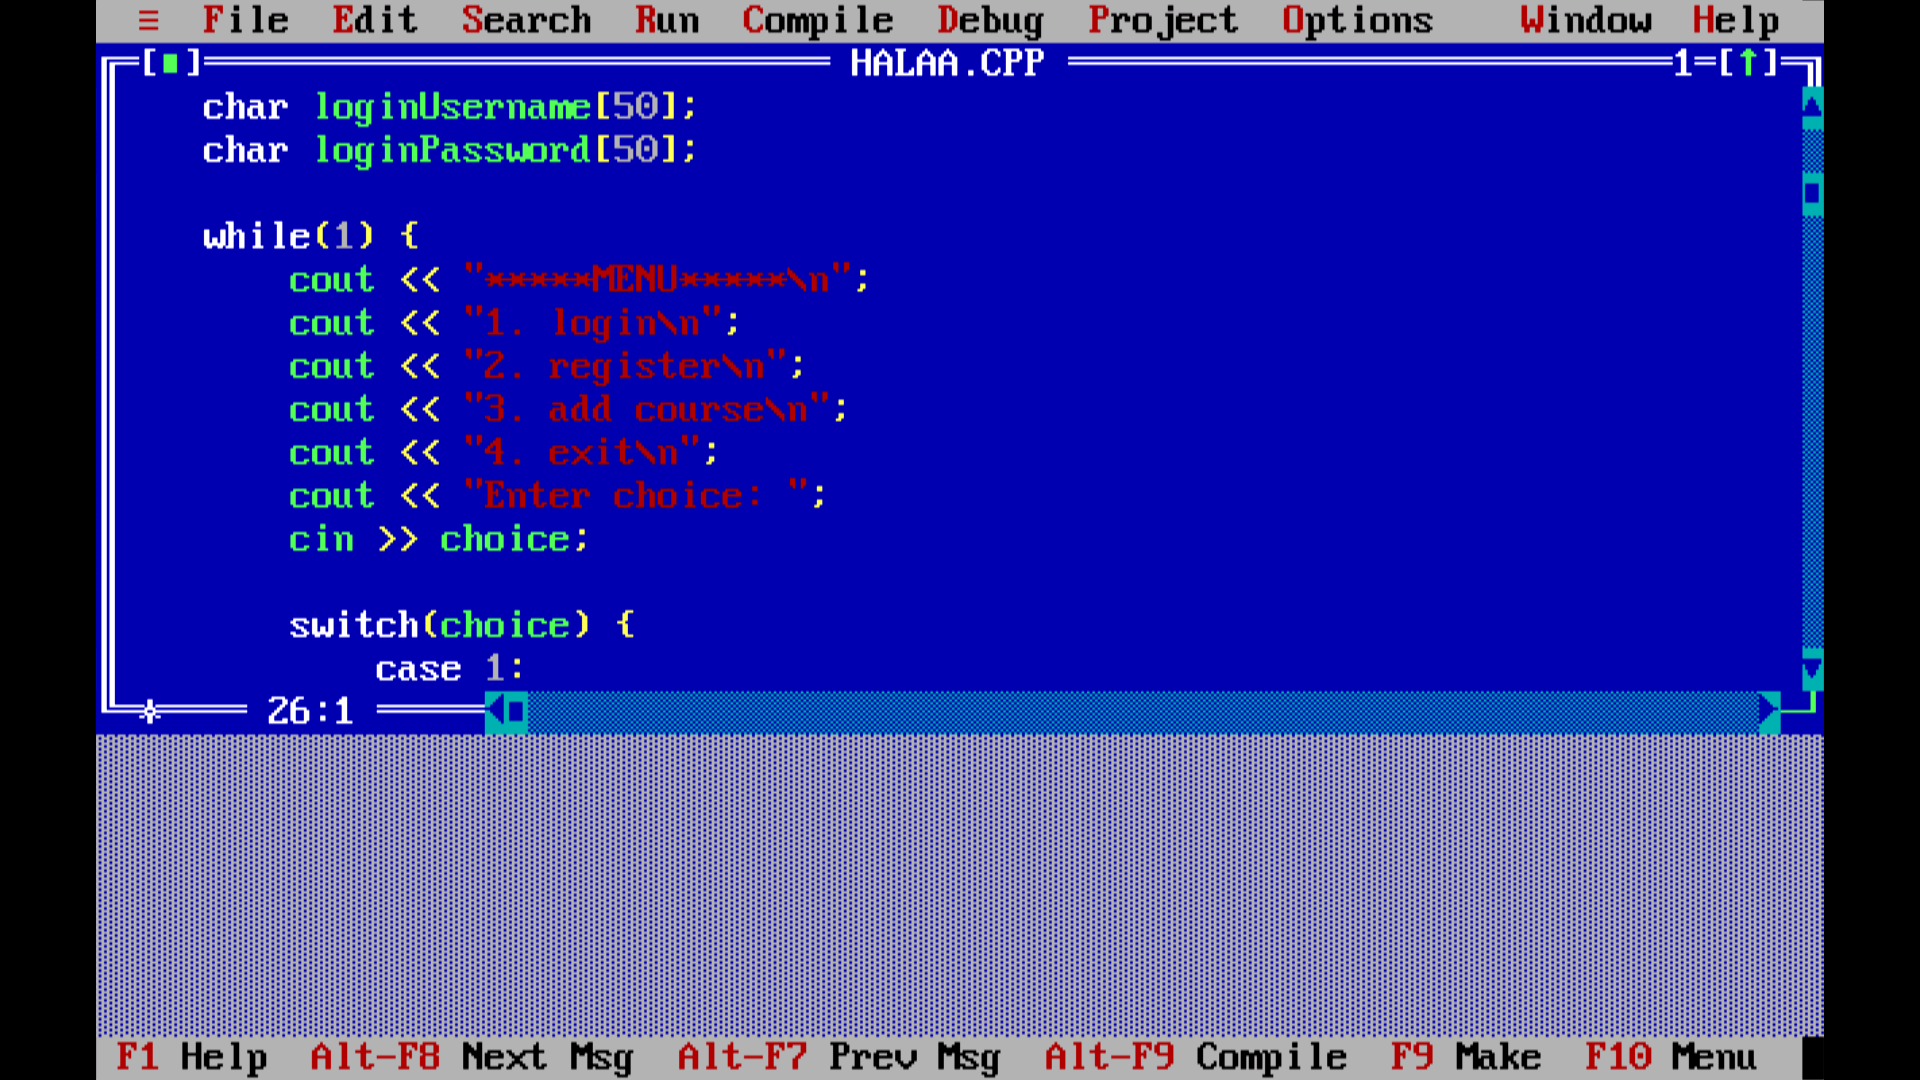 ≡ File Edit Search Run Compile Debug Project Options Window Help
[■] HALAA.CPP 1=[↑]
char loginUsername[50];
char loginPassword[50];
while(1) {
cout << "*****MENU*****\n";
cout << "1. login\n";
cout << "2. register\n";
cout << "3. add course\n";
cout << "4. exit\n";
cout << "Enter choice: ";
cin >> choice;
switch(choice) {
case 1:
26:1
F1 Help Alt-F8 Next Msg Alt-F7 Prev Msg Alt-F9 Compile F9 Make F10 Menu